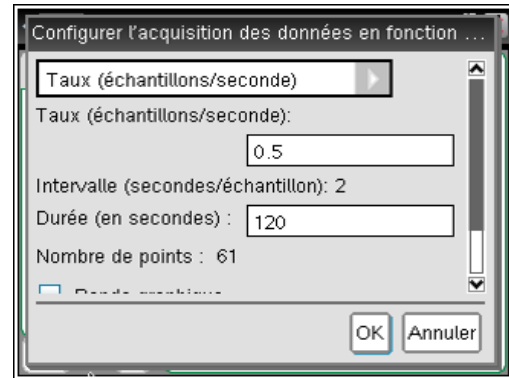 Configurer l'acquisition des données en fonction ...
Taux (échantillons/seconde)
Taux (échantillons/seconde):
0.5
Intervalle (secondes/échantillon): 2
Durée (en secondes) : 120
Nombre de points : 61
OK Annuler